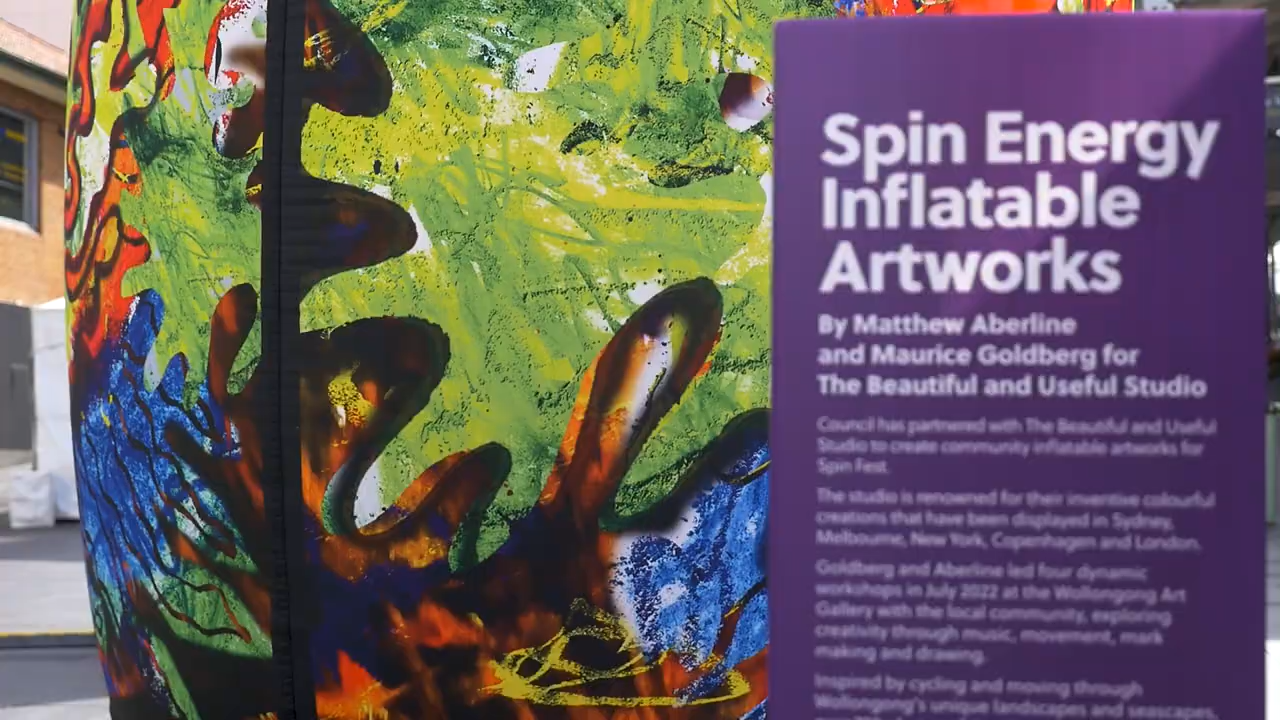 Spin Energy
Inflatable
Artworks
By Matthew Aberline
and Maurice Goldberg for
The Beautiful and Useful Studio
Council has partnered with The Beautiful and Useful
Studio to create community inflatable artworks for
Spin Fest.
The studio is renowned for their inventive colourful
creations that have been displayed in Sydney,
Melbourne, New York, Copenhagen and London.
Goldberg and Aberline led four dynamic
workshops in July 2022 at the Wollongong Art
Gallery with the local community, exploring
creativity through music, movement, mark
making and drawing.
Inspired by cycling and moving through
Wollongong's unique landscapes and seascapes,